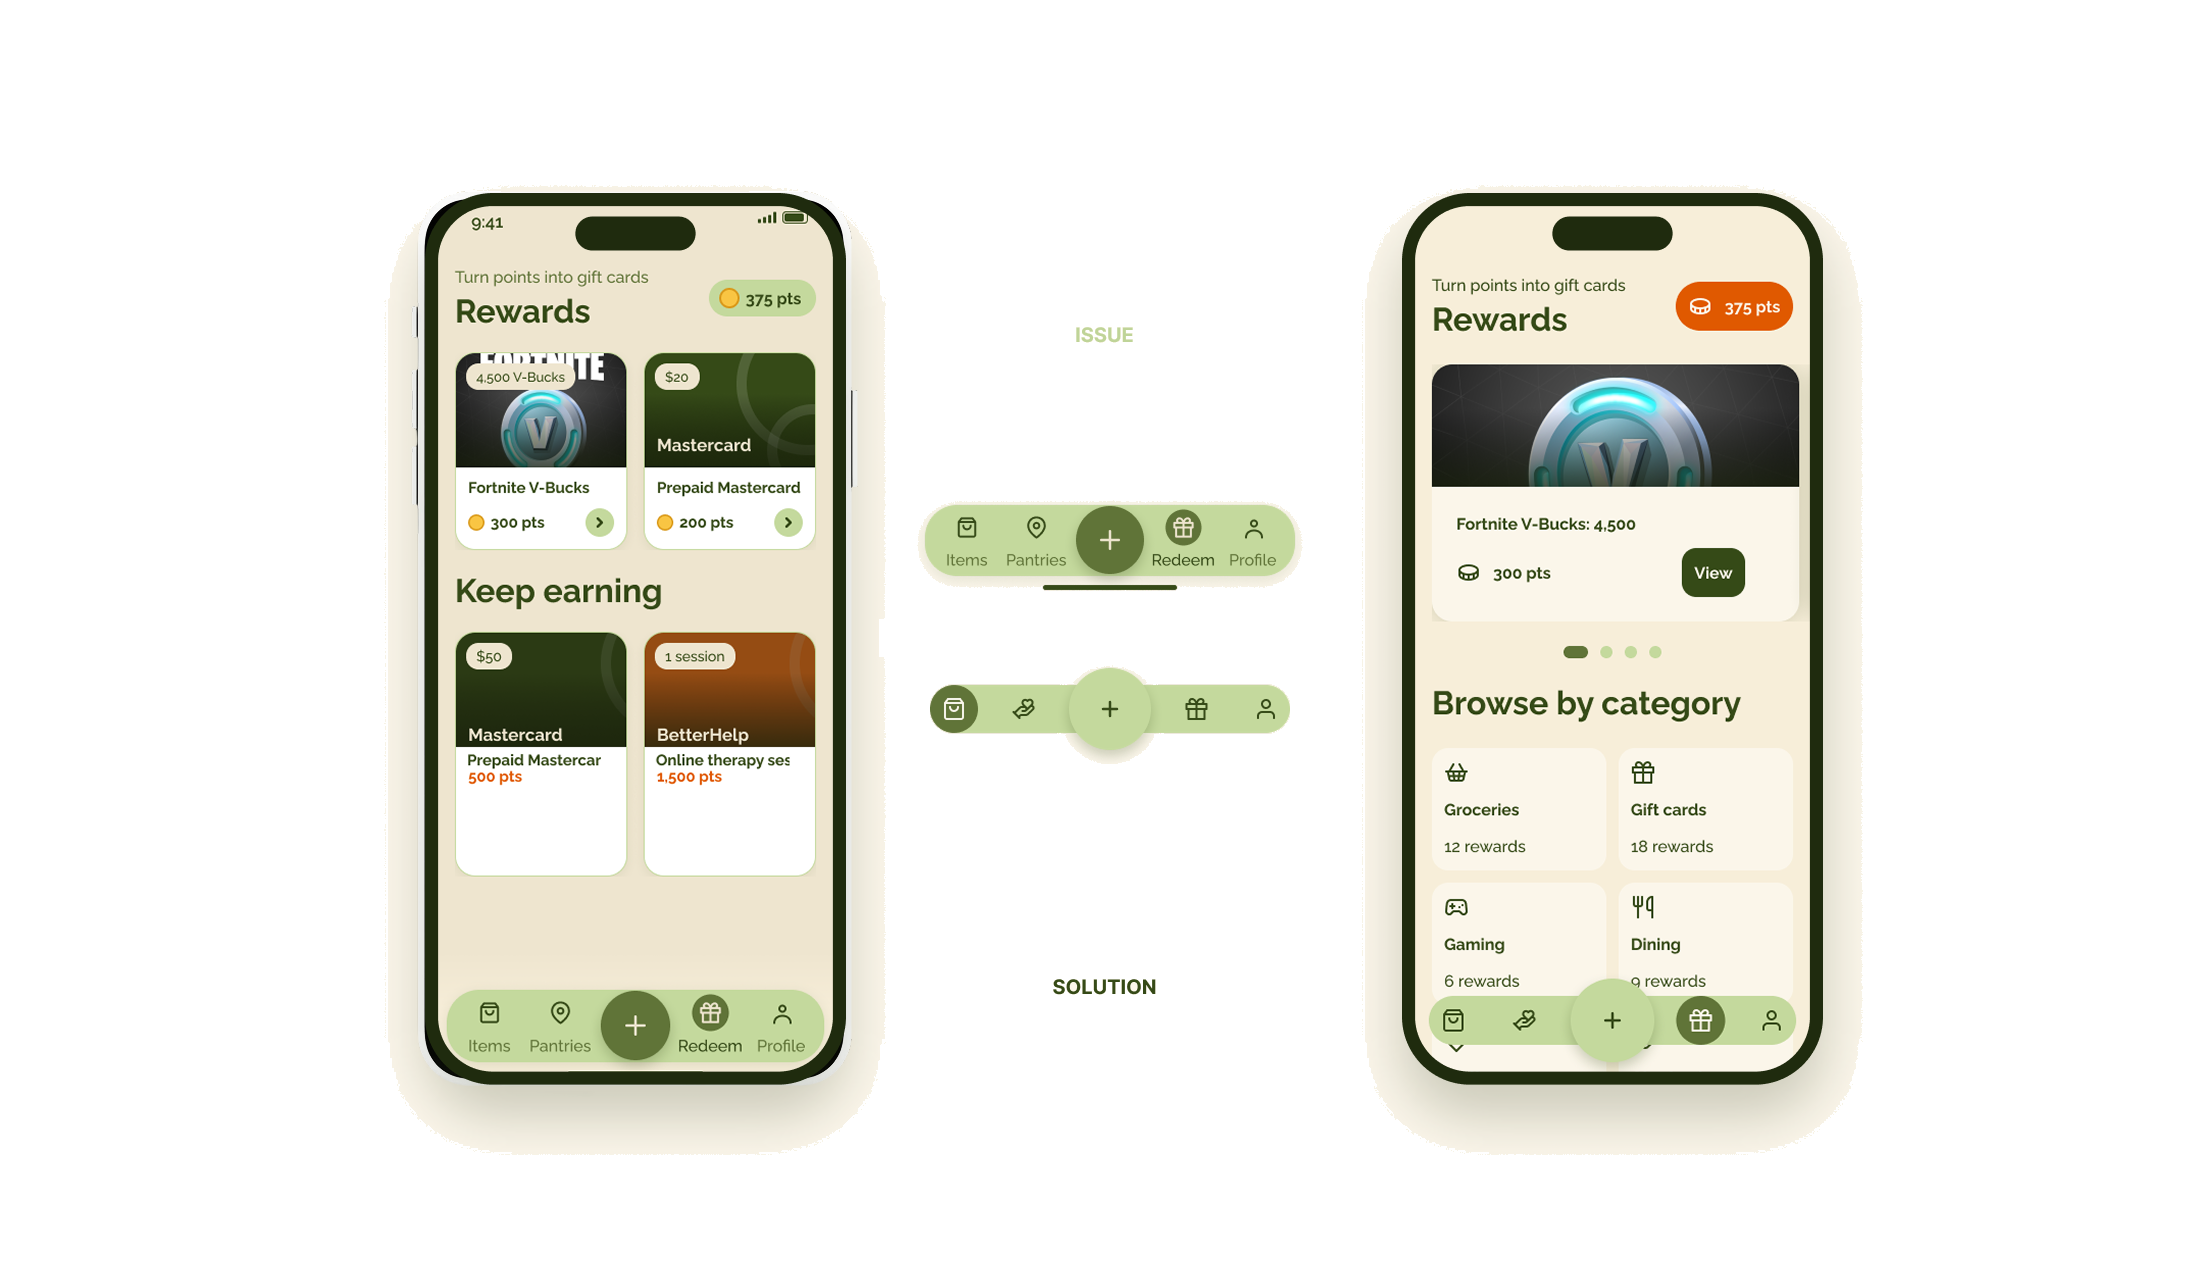 9:41
Turn points into gift cards
Rewards
375 pts
FORTNITE
4,500 V-Bucks
V
Fortnite V-Bucks
300 pts
$20
Mastercard
Prepaid Mastercard
200 pts
Keep earning
$50
Mastercard
Prepaid Mastercar
500 pts
1 session
BetterHelp
Online therapy ses
1,500 pts
Items
Pantries
Redeem
Profile
ISSUE
Items
Pantries
Redeem
Profile
SOLUTION
Turn points into gift cards
Rewards
375 pts
V
Fortnite V-Bucks: 4,500
300 pts
View
Browse by category
Groceries
12 rewards
Gift cards
18 rewards
Gaming
6 rewards
Dining
9 rewards